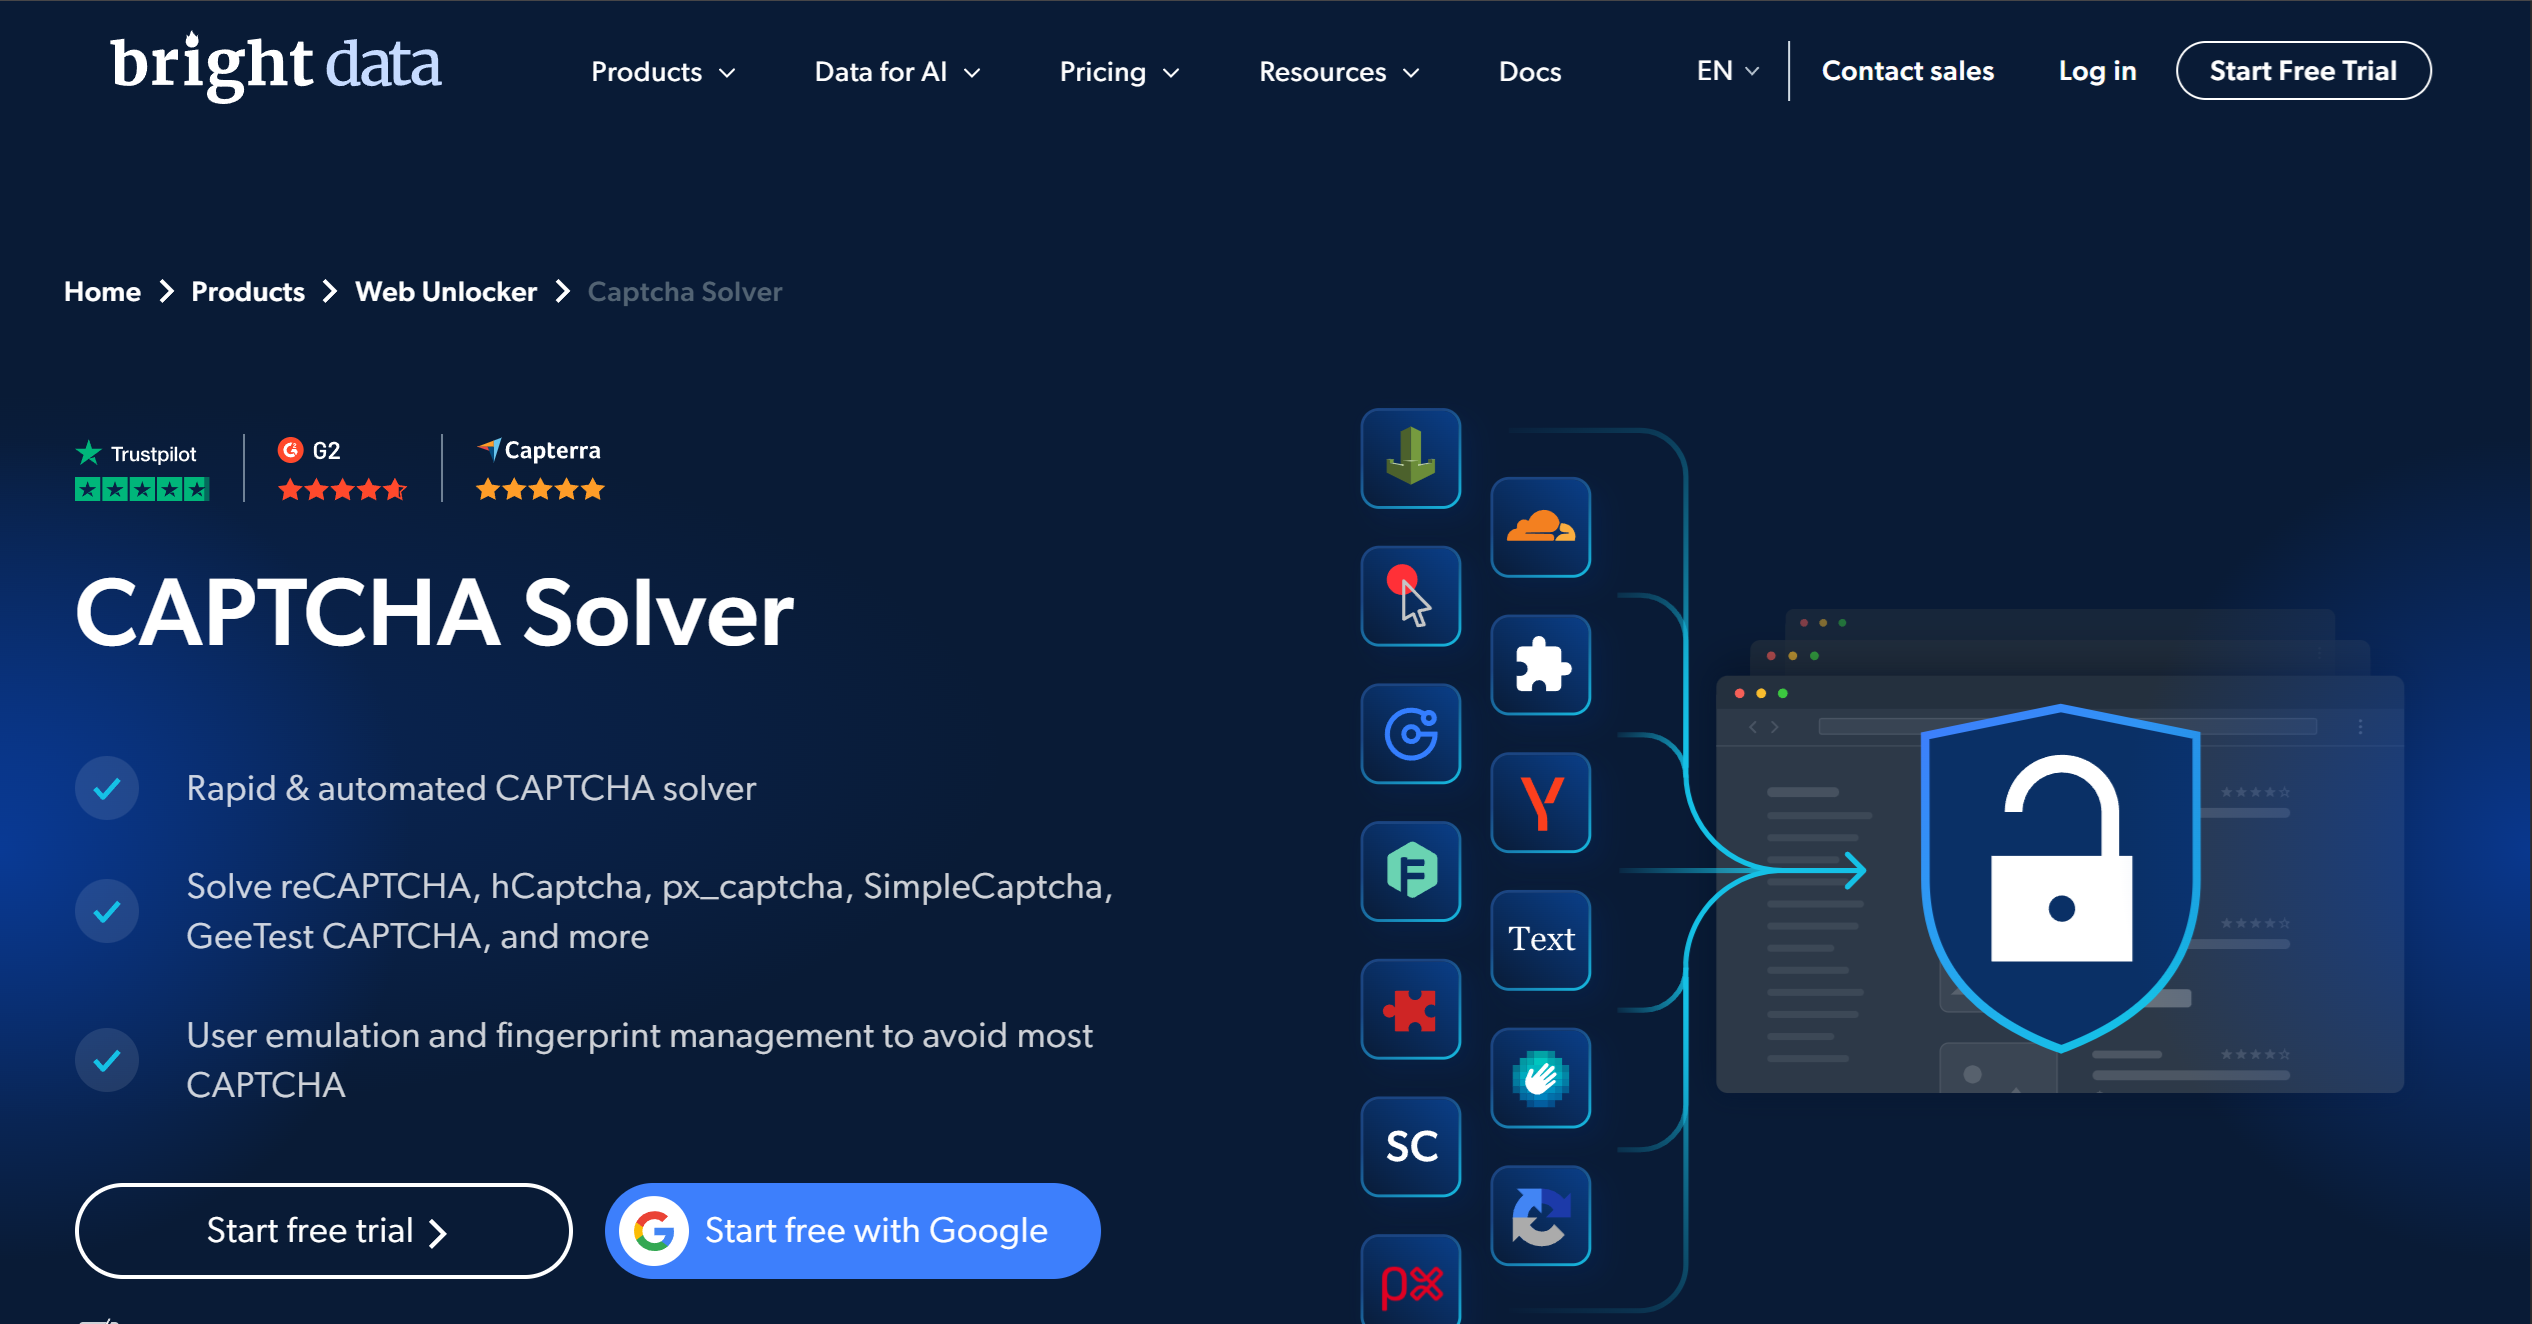 bright data
Products
Data for AI
Pricing
Resources
Docs
EN
Contact sales
Log in
Start Free Trial
Home
Products
Web Unlocker
Captcha Solver
Trustpilot
G2
Capterra
CAPTCHA Solver
Rapid & automated CAPTCHA solver
Solve reCAPTCHA, hCaptcha, px_captcha, SimpleCaptcha,
GeeTest CAPTCHA, and more
User emulation and fingerprint management to avoid most
CAPTCHA
Start free trial
Start free with Google
Text
SC
px